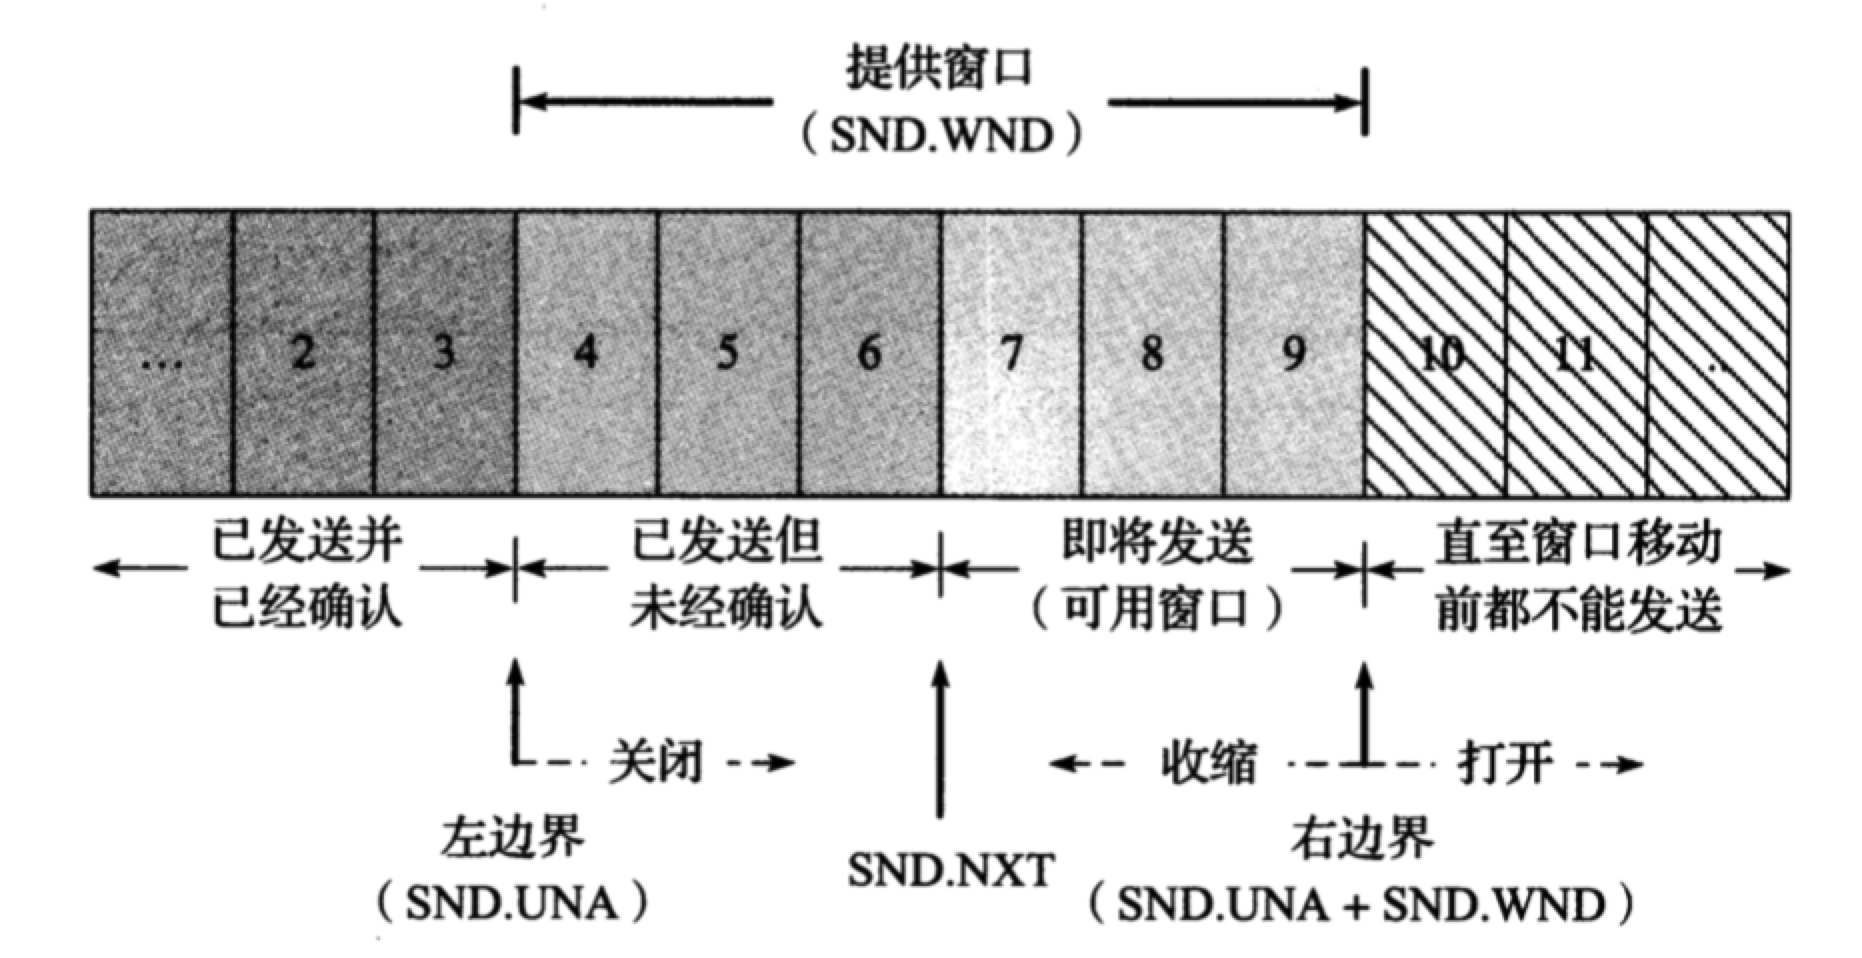 提供窗口
（SND.WND）
... 2 3 4 5 6 7 8 9 10 11 ..
已发送并
已经确认
已发送但
未经确认
即将发送
（可用窗口）
直至窗口移动
前都不能发送
关闭
收缩
打开
左边界
（SND.UNA）
SND.NXT
右边界
（SND.UNA + SND.WND）